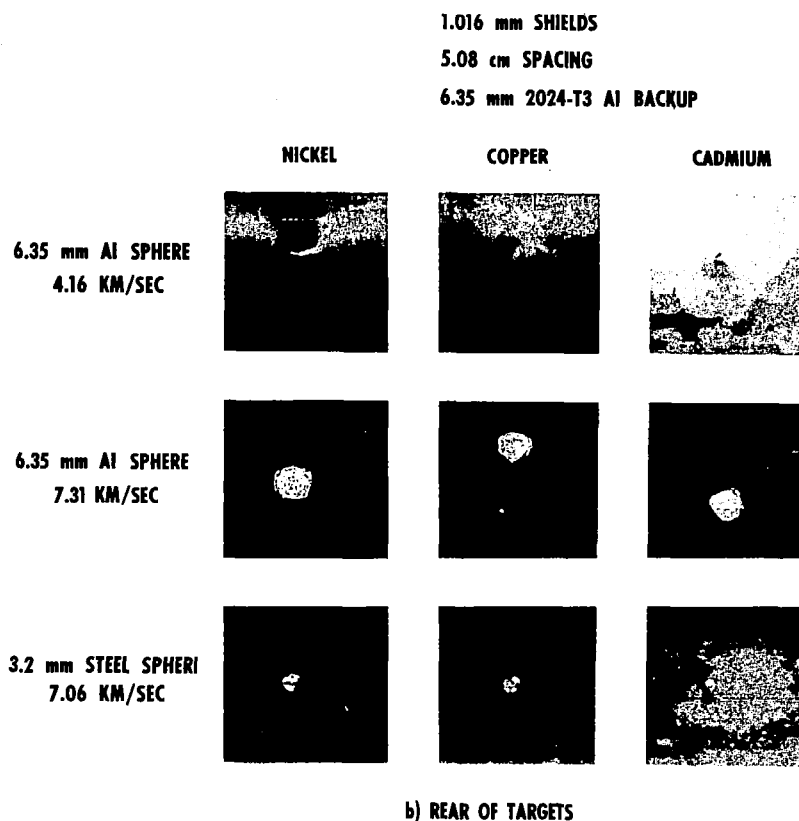 1.016 mm SHIELDS
5.08 cm SPACING
6.35 mm 2024-T3 Al BACKUP
NICKEL COPPER CADMIUM
6.35 mm Al SPHERE
4.16 KM/SEC
6.35 mm Al SPHERE
7.31 KM/SEC
3.2 mm STEEL SPHERE
7.06 KM/SEC
b) REAR OF TARGETS